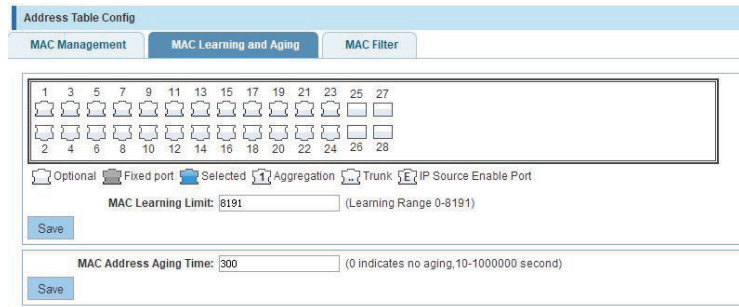 Address Table Config
MAC Management MAC Learning and Aging MAC Filter
1 3 5 7 9 11 13 15 17 19 21 23 25 27
2 4 6 8 10 12 14 16 18 20 22 24 26 28
Optional Fixed port Selected 1 Aggregation ... Trunk E IP Source Enable Port
MAC Learning Limit: 8191 (Learning Range 0-8191)
Save
MAC Address Aging Time: 300 (0 indicates no aging,10-1000000 second)
Save